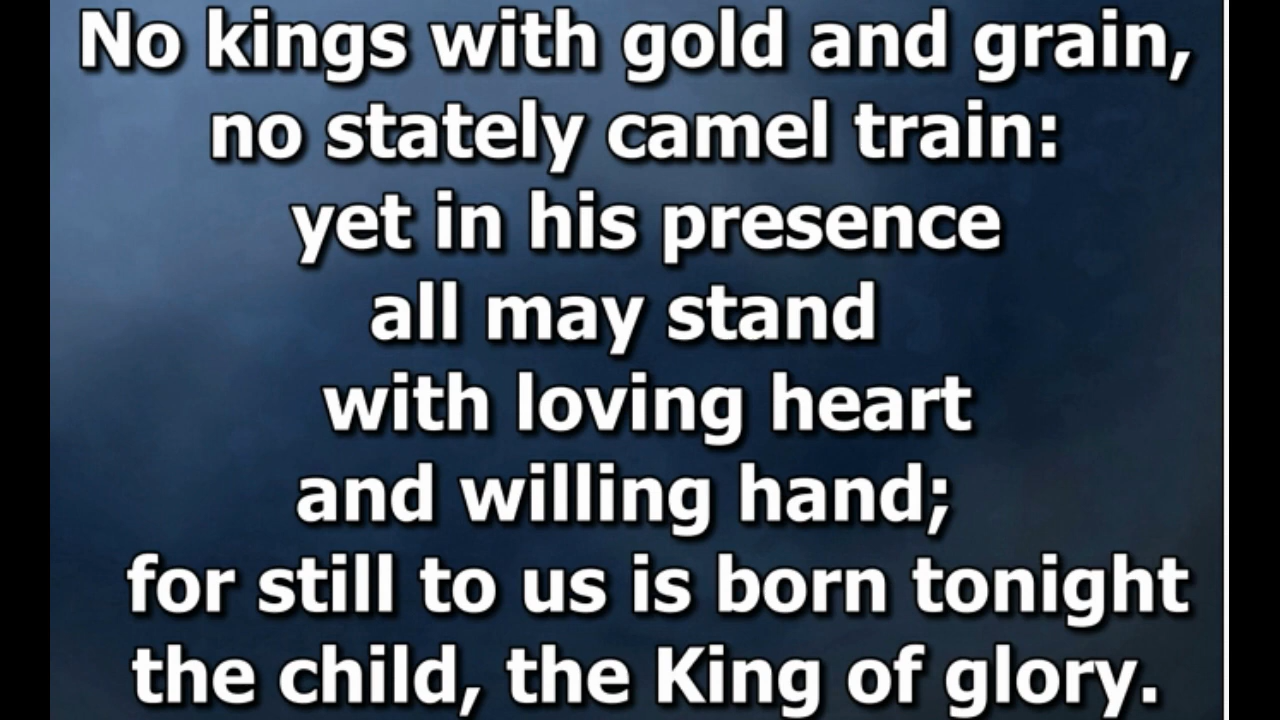 No kings with gold and grain,
no stately camel train:
yet in his presence
all may stand
with loving heart
and willing hand;
for still to us is born tonight
the child, the King of glory.